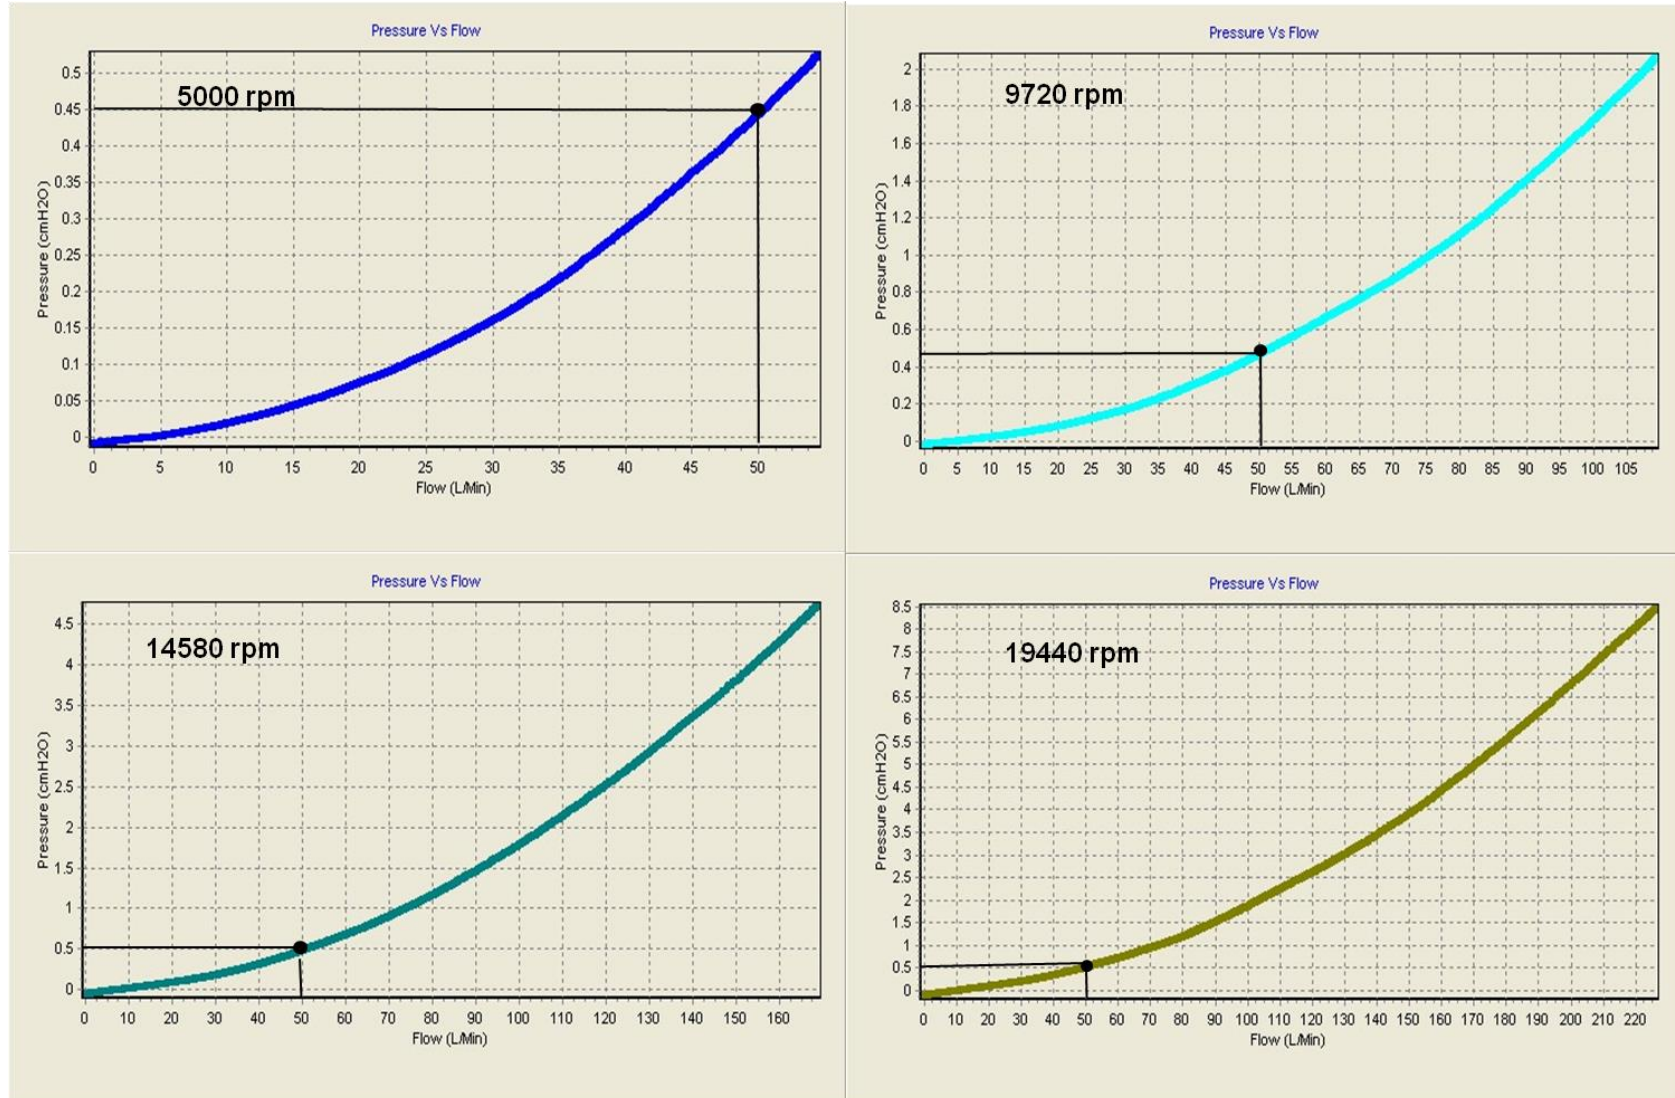 Pressure Vs Flow
5000 rpm
Pressure (cmH2O)
0.5
0.45
0.4
0.35
0.3
0.25
0.2
0.15
0.1
0.05
0
0 5 10 15 20 25 30 35 40 45 50
Flow (L/Min)
Pressure Vs Flow
9720 rpm
Pressure (cmH2O)
2
1.8
1.6
1.4
1.2
1
0.8
0.6
0.4
0.2
0
0 5 10 15 20 25 30 35 40 45 50 55 60 65 70 75 80 85 90 95 100 105
Flow (L/Min)
Pressure Vs Flow
14580 rpm
Pressure (cmH2O)
4.5
4
3.5
3
2.5
2
1.5
1
0.5
0
0 10 20 30 40 50 60 70 80 90 100 110 120 130 140 150 160
Flow (L/Min)
Pressure Vs Flow
19440 rpm
Pressure (cmH2O)
8.5
8
7.5
7
6.5
6
5.5
5
4.5
4
3.5
3
2.5
2
1.5
1
0.5
0
0 10 20 30 40 50 60 70 80 90 100 110 120 130 140 150 160 170 180 190 200 210 220
Flow (L/Min)